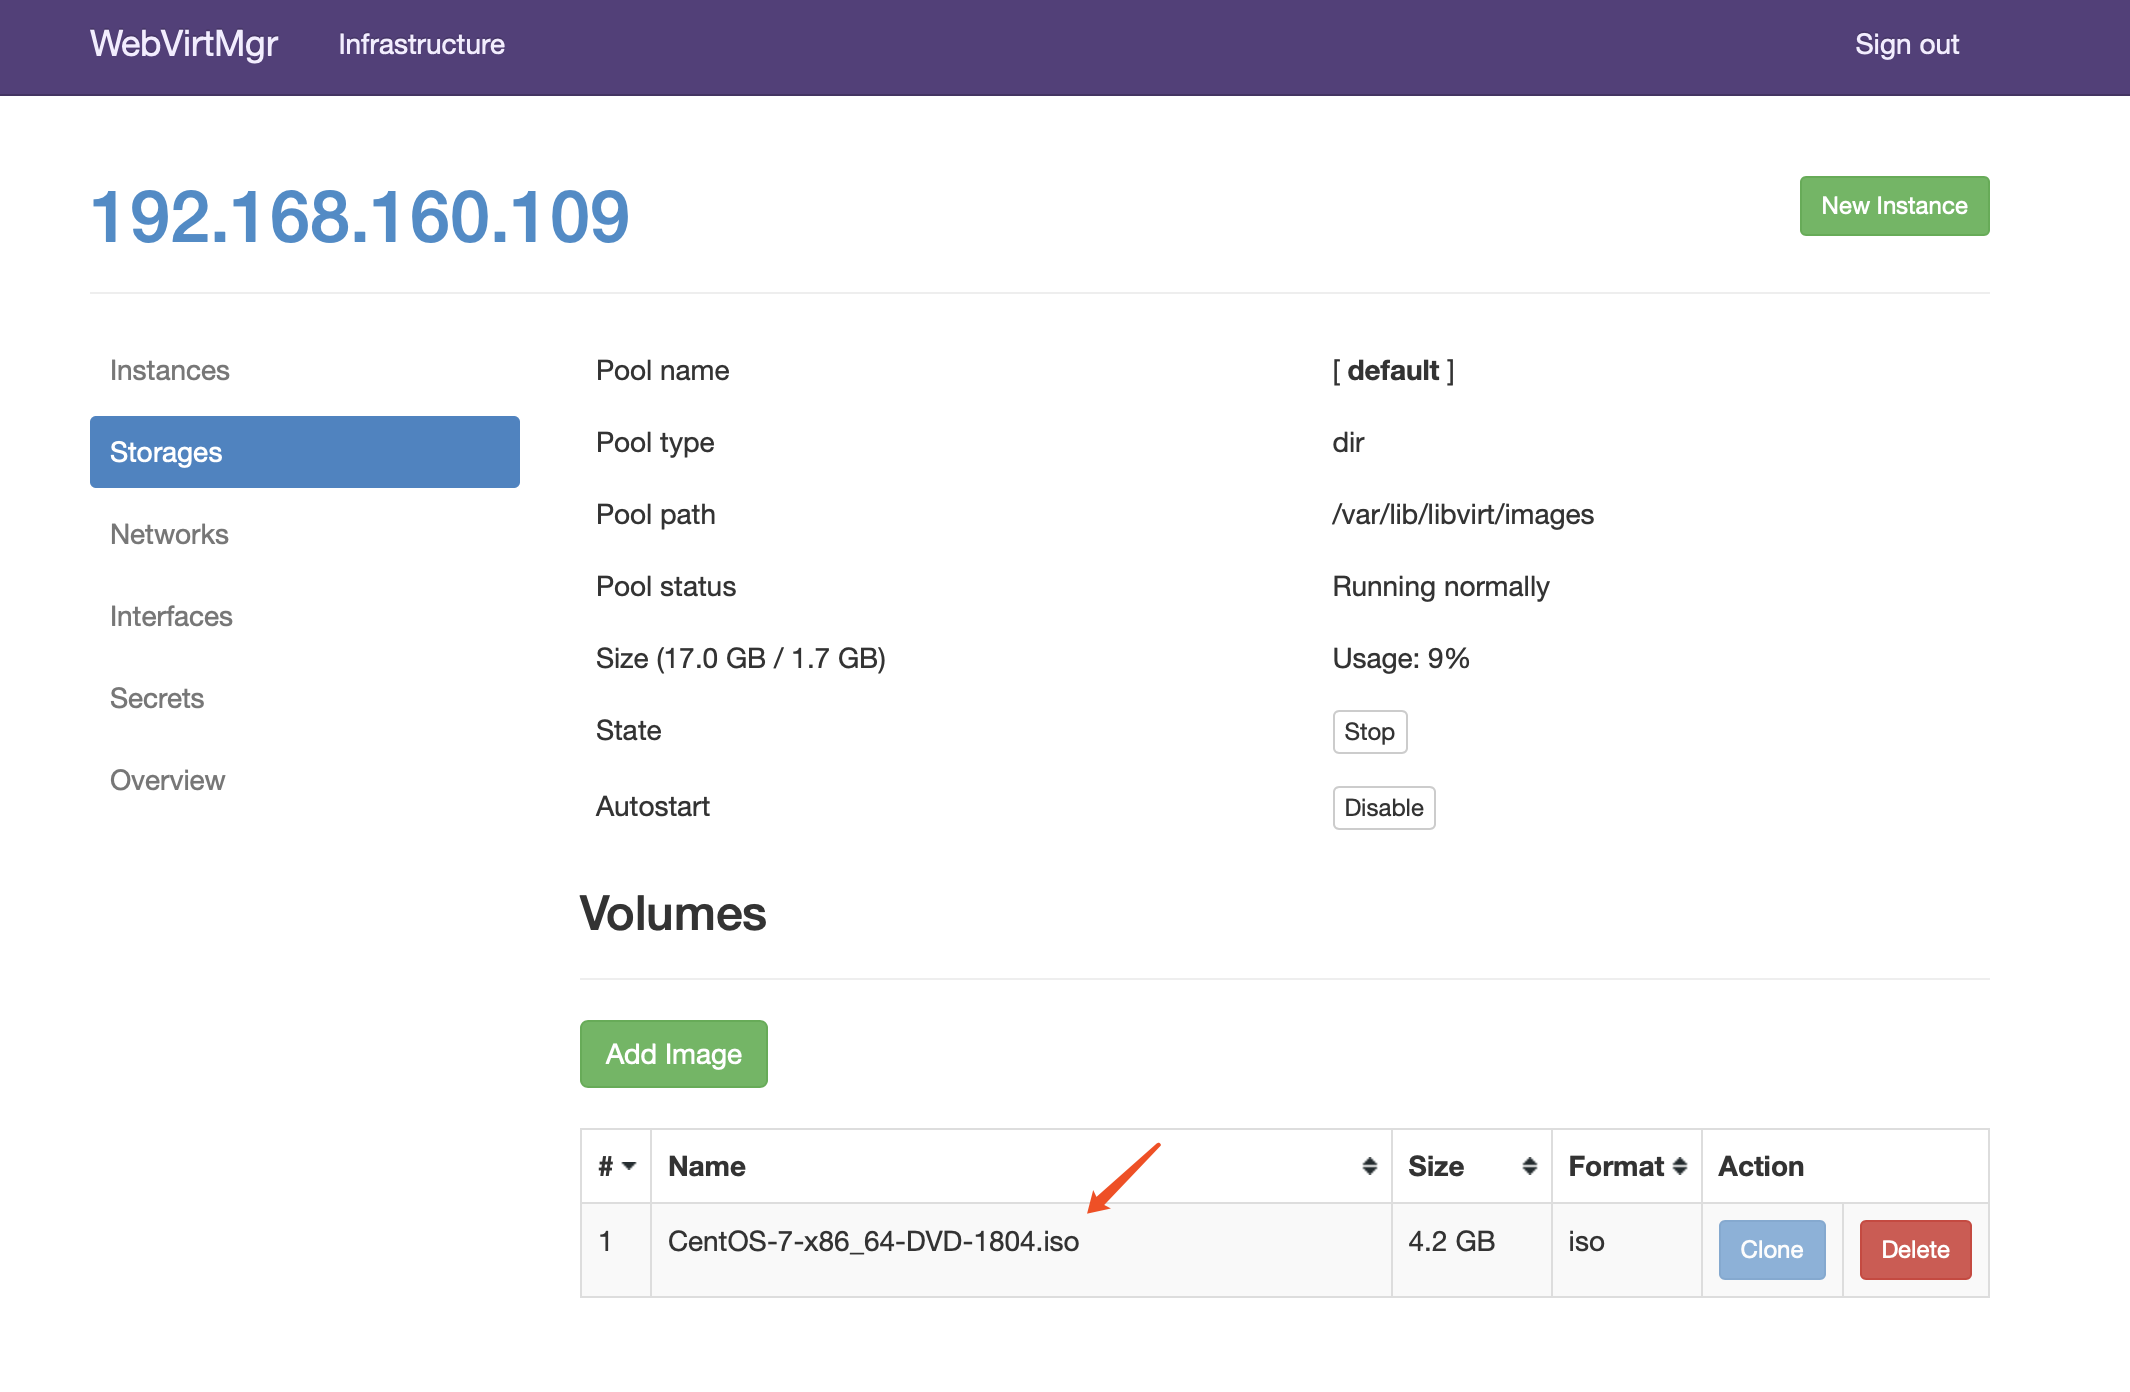 WebVirtMgr Infrastructure Sign out
192.168.160.109 New Instance
Instances
Storages
Networks
Interfaces
Secrets
Overview
Pool name [ default ]
Pool type dir
Pool path /var/lib/libvirt/images
Pool status Running normally
Size (17.0 GB / 1.7 GB) Usage: 9%
State Stop
Autostart Disable
Volumes
Add Image
# Name Size Format Action
1 CentOS-7-x86_64-DVD-1804.iso 4.2 GB iso Clone Delete